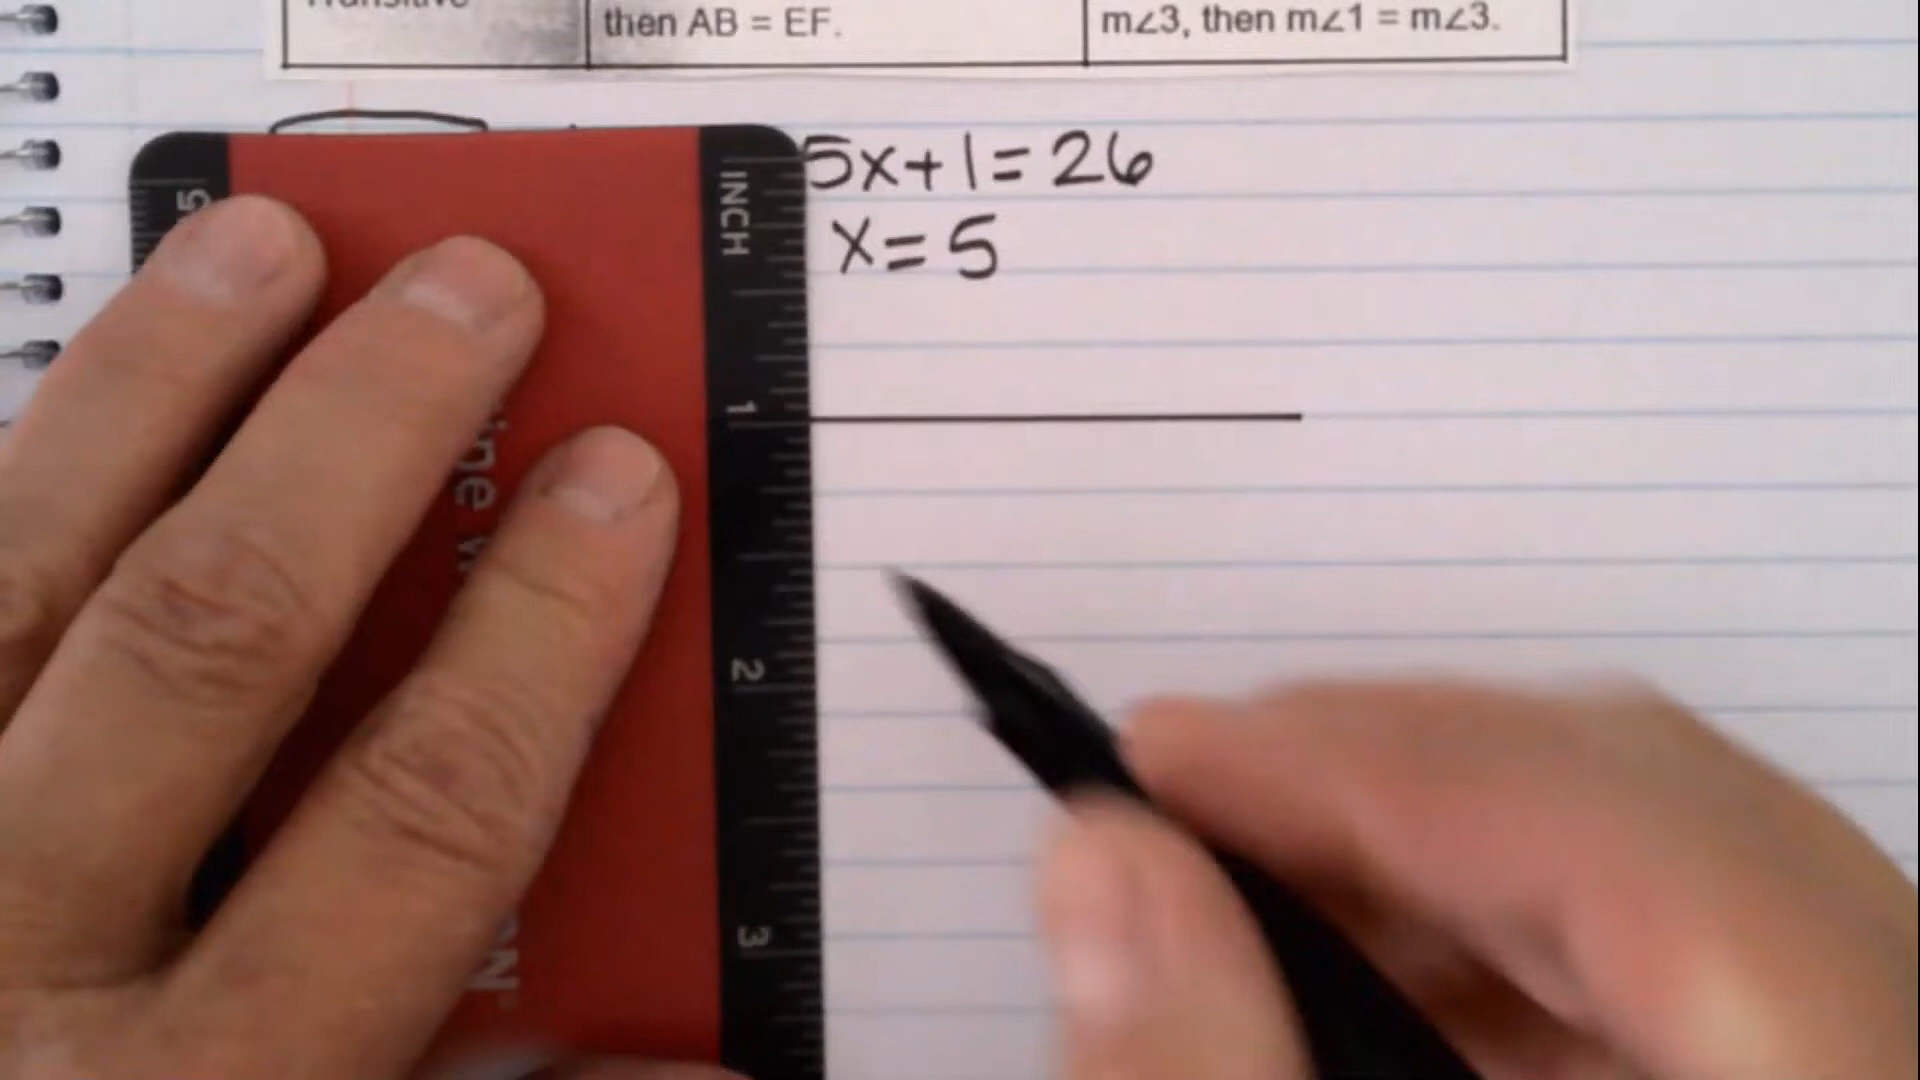 then AB = EF.
m∠3, then m∠1 = m∠3.
5x+1=26
x=5
INCH
1
2
3